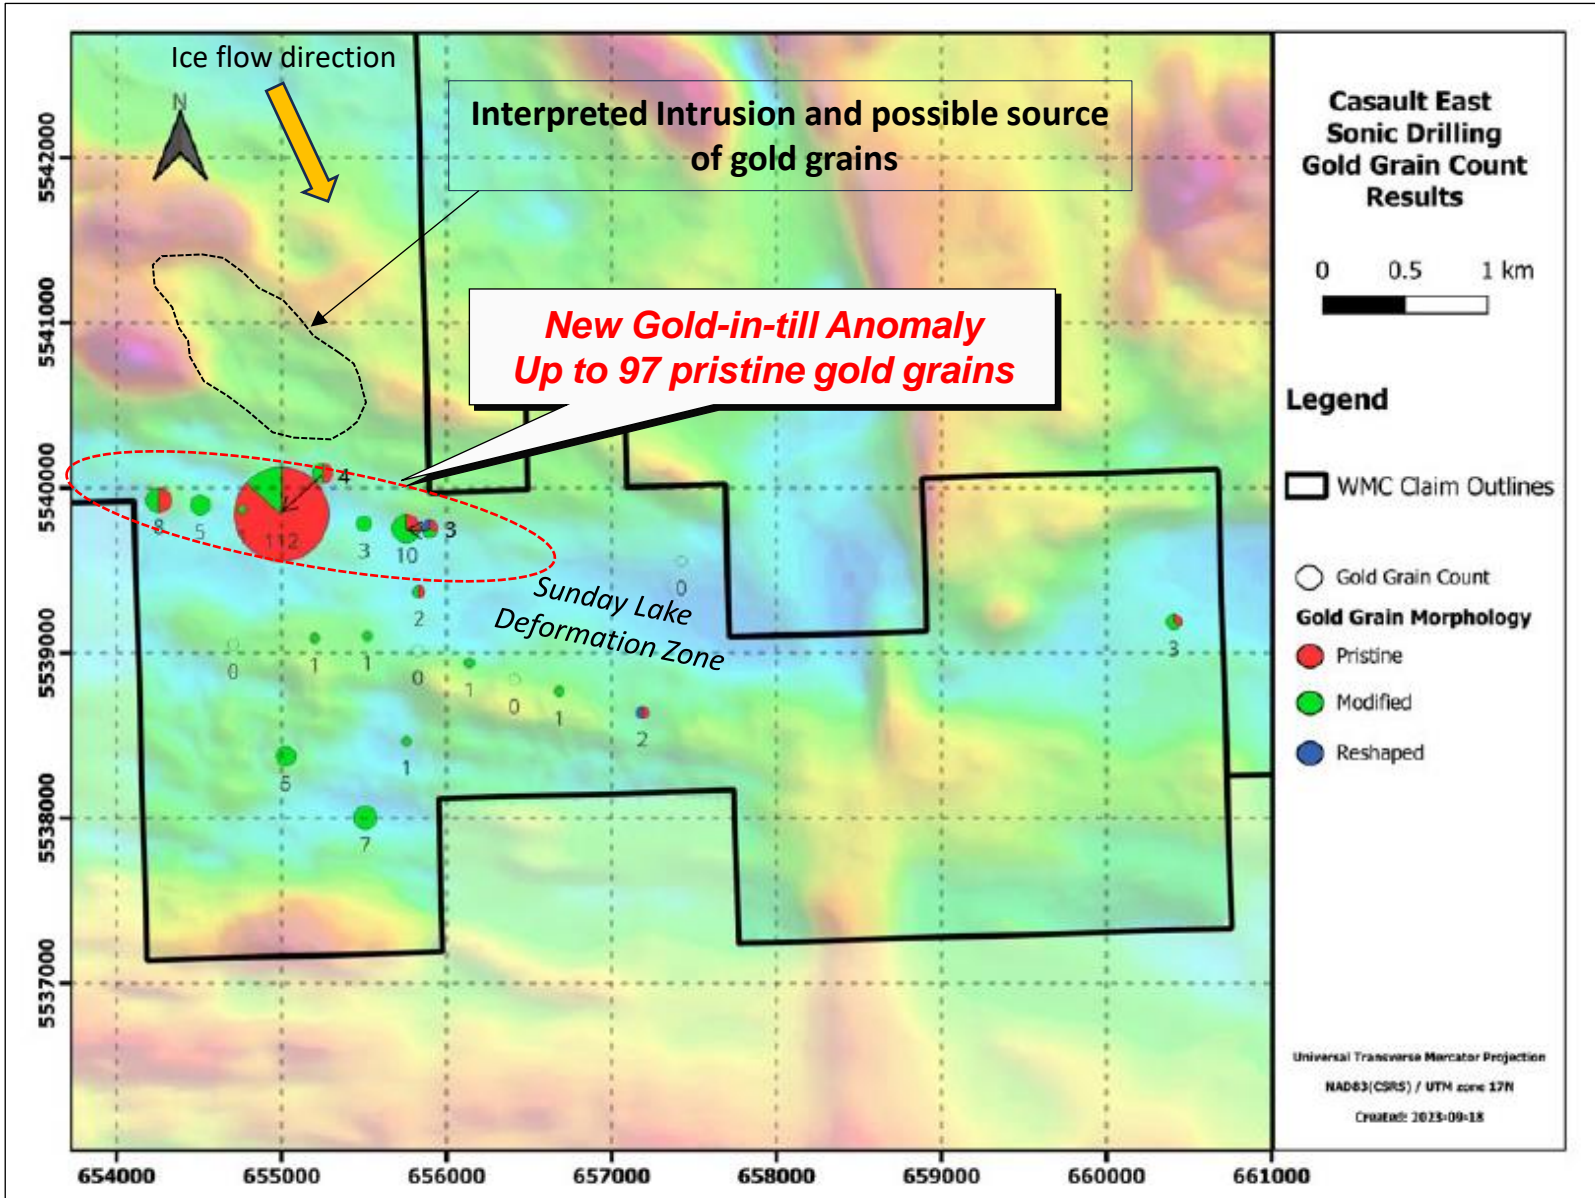 Ice flow direction
N
Interpreted Intrusion and possible source
of gold grains
New Gold-in-till Anomaly
Up to 97 pristine gold grains
Sunday Lake
Deformation Zone
8
5
112
4
3
10
3
2
0
0
1
1
0
1
0
1
2
5
1
7
3
5542000
5541000
5540000
5539000
5538000
5537000
654000
655000
656000
657000
658000
659000
660000
661000
Casault East
Sonic Drilling
Gold Grain Count
Results
0 0.5 1 km
Legend
WMC Claim Outlines
Gold Grain Count
Gold Grain Morphology
Pristine
Modified
Reshaped
Universal Transverse Mercator Projection
NAD83(CSRS) / UTM zone 17N
Created: 2023-09-18